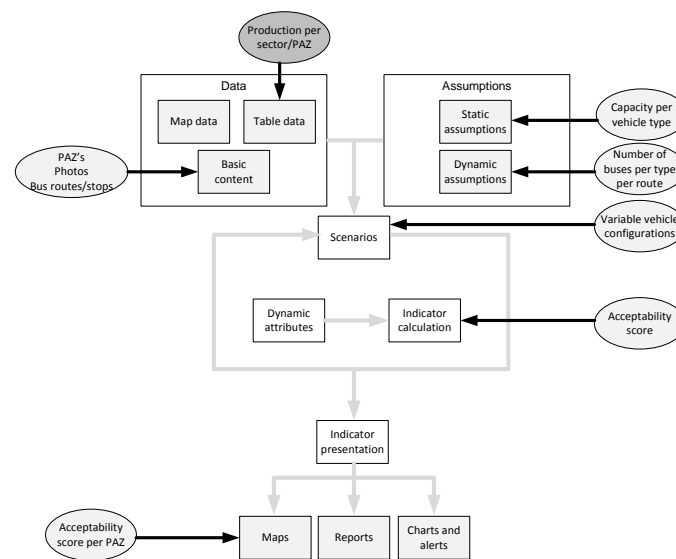 Production per
sector/PAZ
Data
Assumptions
Map data
Table data
Static
assumptions
Capacity per
vehicle type
PAZ's
Photos
Bus routes/stops
Basic
content
Dynamic
assumptions
Number of
buses per type
per route
Scenarios
Variable vehicle
configurations
Dynamic
attributes
Indicator
calculation
Acceptability
score
Indicator
presentation
Acceptability
score per PAZ
Maps
Reports
Charts and
alerts